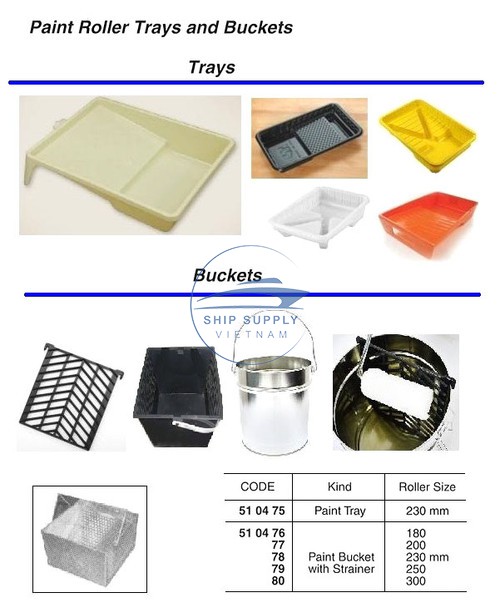 Paint Roller Trays and Buckets
Trays
Buckets
SHIP SUPPLY
VIETNAM
CODE Kind Roller Size
51 04 75 Paint Tray 230 mm
51 04 76 180
77 200
78 Paint Bucket 230 mm
79 with Strainer 250
80 300